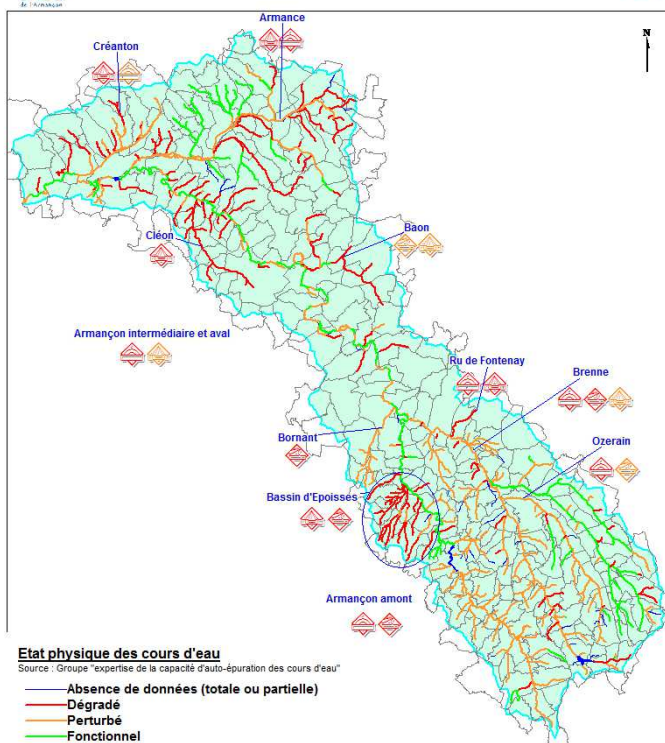 de l'Armançon
Armance
Créanton
N
Cléon
Baon
Armançon intermédiaire et aval
Ru de Fontenay
Brenne
Bornant
Ozerain
Bassin d'Epoisses
Armançon amont
Etat physique des cours d'eau
Source : Groupe "expertise de la capacité d'auto-épuration des cours d'eau"
Absence de données (totale ou partielle)
Dégradé
Perturbé
Fonctionnel